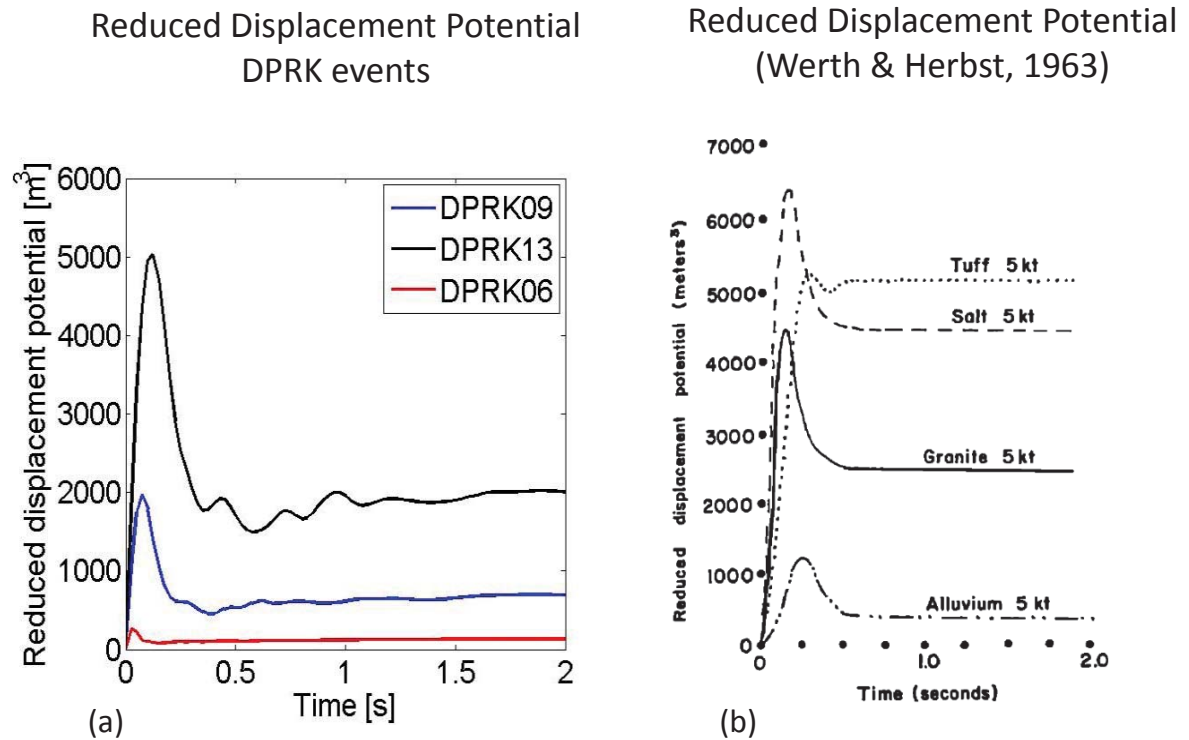 Reduced Displacement Potential
DPRK events
Reduced displacement potential [m³]
6000
5000
4000
3000
2000
1000
0
DPRK09
DPRK13
DPRK06
0
0.5
1
1.5
2
Time [s]
(a)
Reduced Displacement Potential
(Werth & Herbst, 1963)
Reduced displacement potential (meters³)
7000
6000
5000
4000
3000
2000
1000
0
Tuff 5 kt
Salt 5 kt
Granite 5 kt
Alluvium 5 kt
0
.5
1.0
2.0
Time (seconds)
(b)